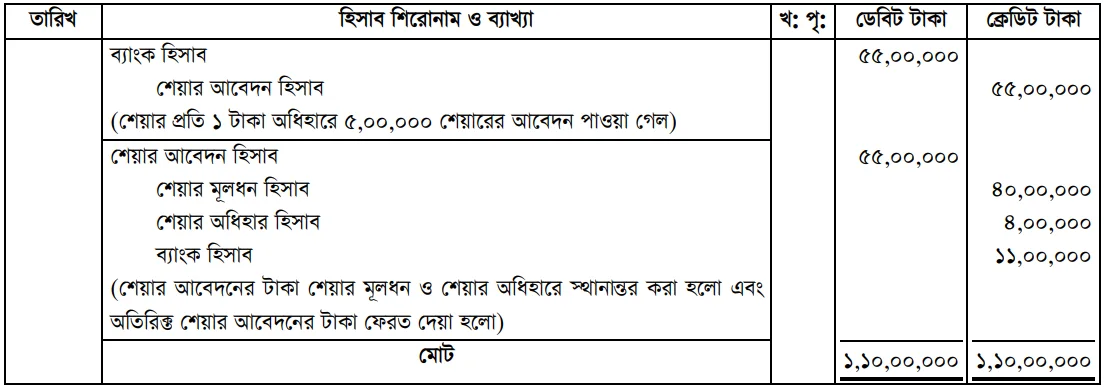 তারিখ হিসাব শিরোনাম ও ব্যাখ্যা খ: পৃ: ডেবিট টাকা ক্রেডিট টাকা
ব্যাংক হিসাব ৫৫,০০,০০০
শেয়ার আবেদন হিসাব ৫৫,০০,০০০
(শেয়ার প্রতি ১ টাকা অধিহারে ৫,০০,০০০ শেয়ারের আবেদন পাওয়া গেল)
শেয়ার আবেদন হিসাব ৫৫,০০,০০০
শেয়ার মূলধন হিসাব ৪০,০০,০০০
শেয়ার অধিহার হিসাব ৪,০০,০০০
ব্যাংক হিসাব ১১,০০,০০০
(শেয়ার আবেদনের টাকা শেয়ার মূলধন ও শেয়ার অধিহারে স্থানান্তর করা হলো এবং
অতিরিক্ত শেয়ার আবেদনের টাকা ফেরত দেয়া হলো)
মোট ১,১০,০০,০০০ ১,১০,০০,০০০